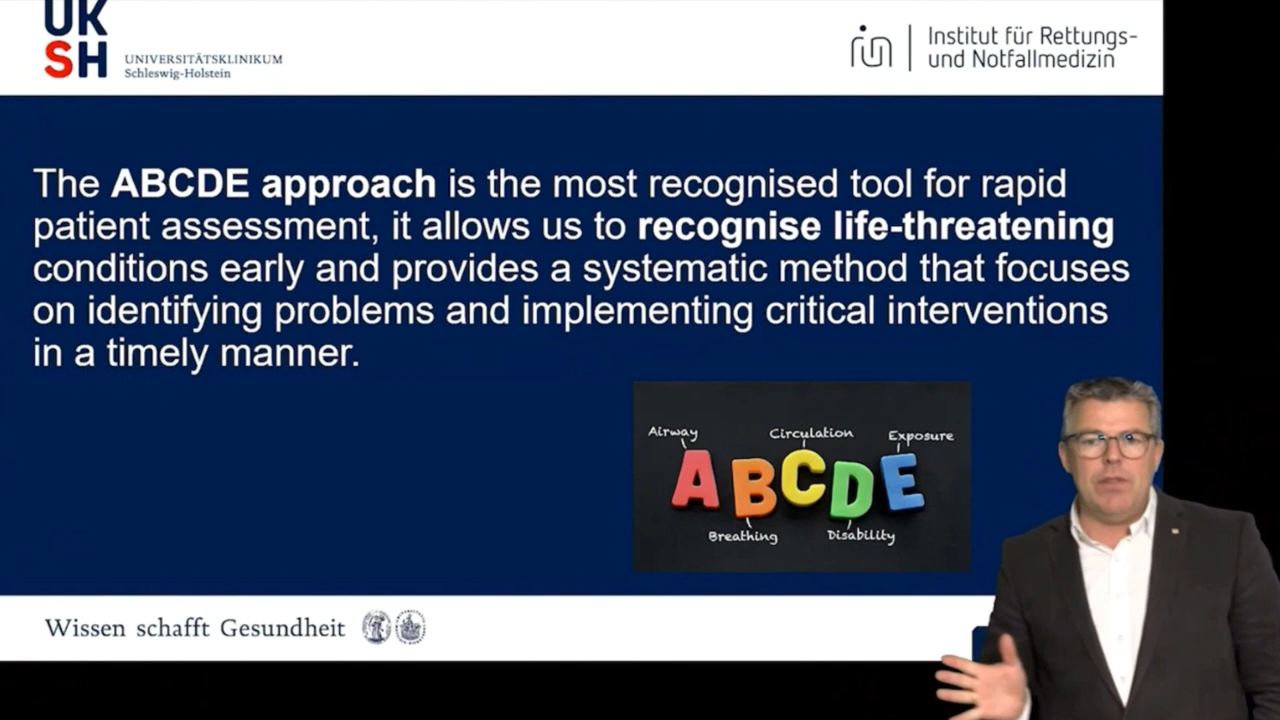 UK
SH
UNIVERSITÄTSKLINIKUM
Schleswig-Holstein
Institut für Rettungs-
und Notfallmedizin
The ABCDE approach is the most recognised tool for rapid
patient assessment, it allows us to recognise life-threatening
conditions early and provides a systematic method that focuses
on identifying problems and implementing critical interventions
in a timely manner.
Airway Circulation Exposure
ABCDE
Breathing Disability
Wissen schafft Gesundheit